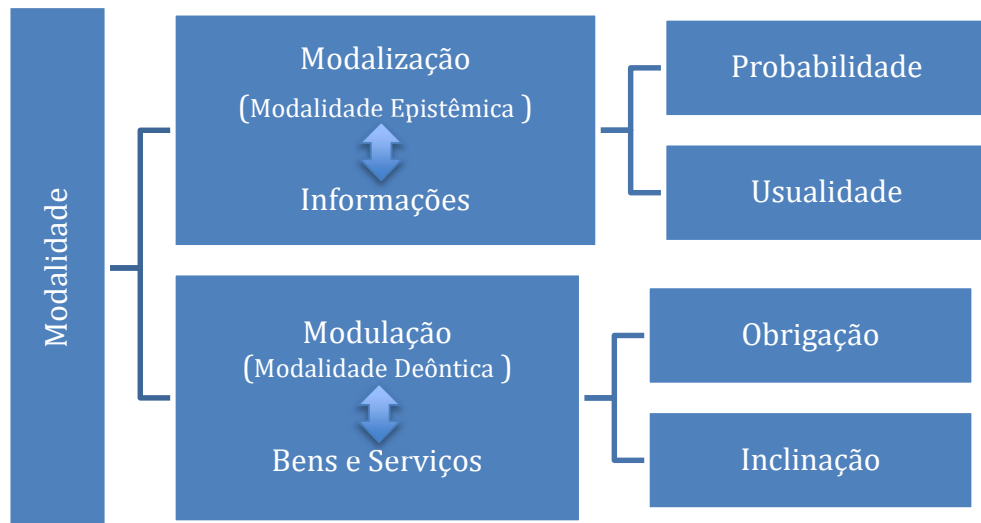 Modalidade
Modalização
(Modalidade Epistêmica )
Informações
Probabilidade
Usualidade
Modulação
(Modalidade Deôntica )
Bens e Serviços
Obrigação
Inclinação